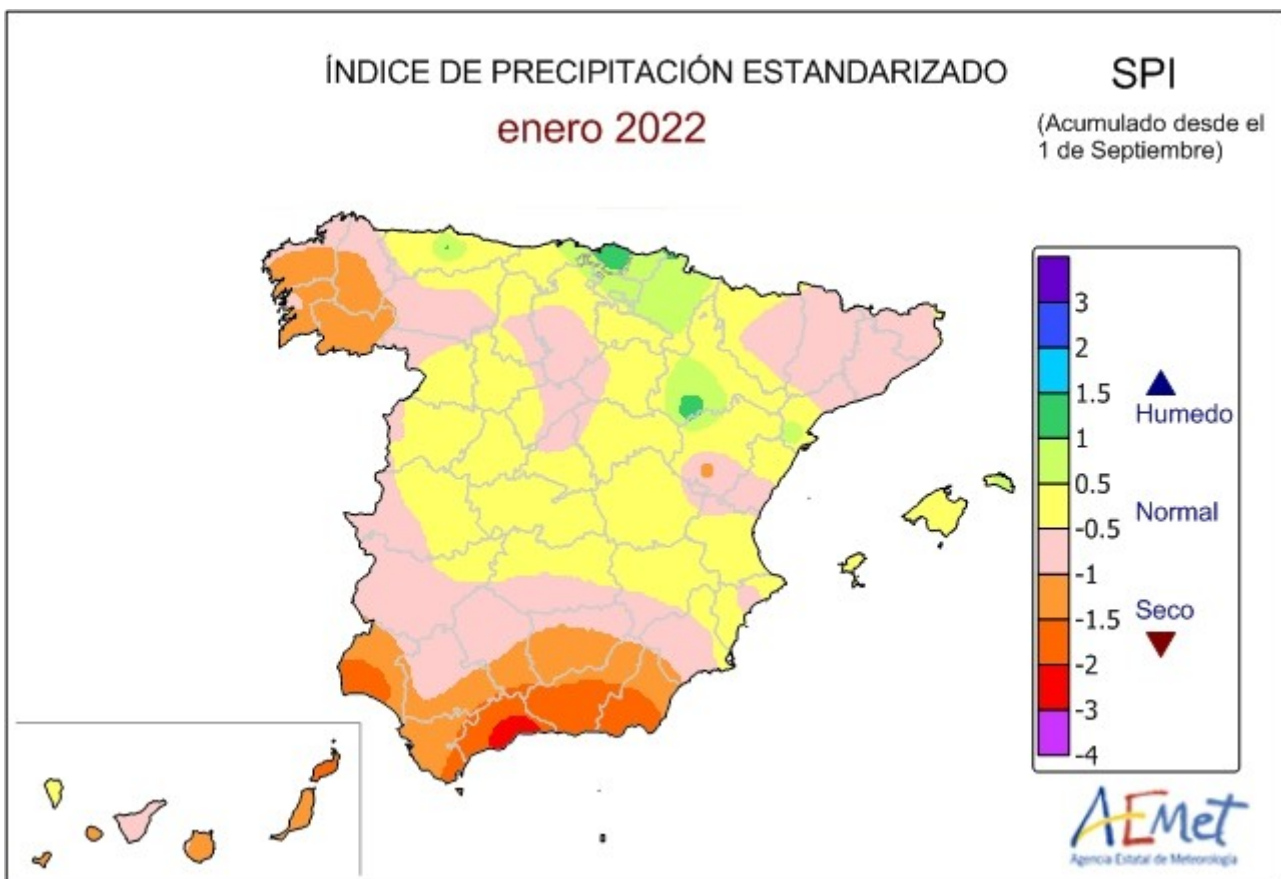 ÍNDICE DE PRECIPITACIÓN ESTANDARIZADO
enero 2022
SPI
(Acumulado desde el
1 de Septiembre)
3
2
1.5
1
0.5
-0.5
-1
-1.5
-2
-3
-4
Humedo
Normal
Seco
AEMet
Agencia Estatal de Meteorología